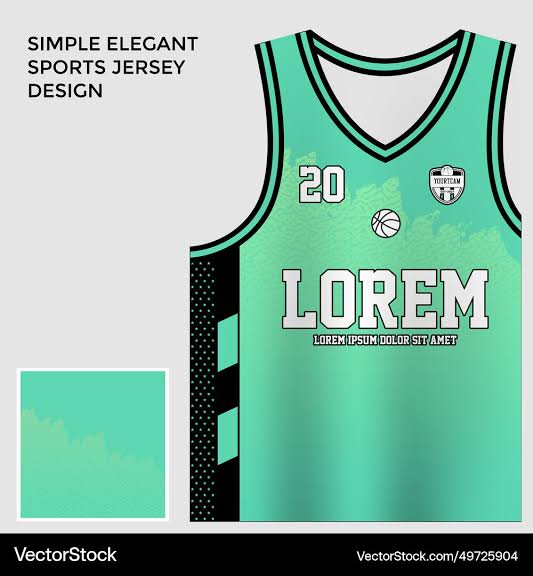 SIMPLE ELEGANT
SPORTS JERSEY
DESIGN
20
YOURTEAM
LOREM
LOREM IPSUM DOLOR SIT AMET
VectorStock
VectorStock.com/49725904